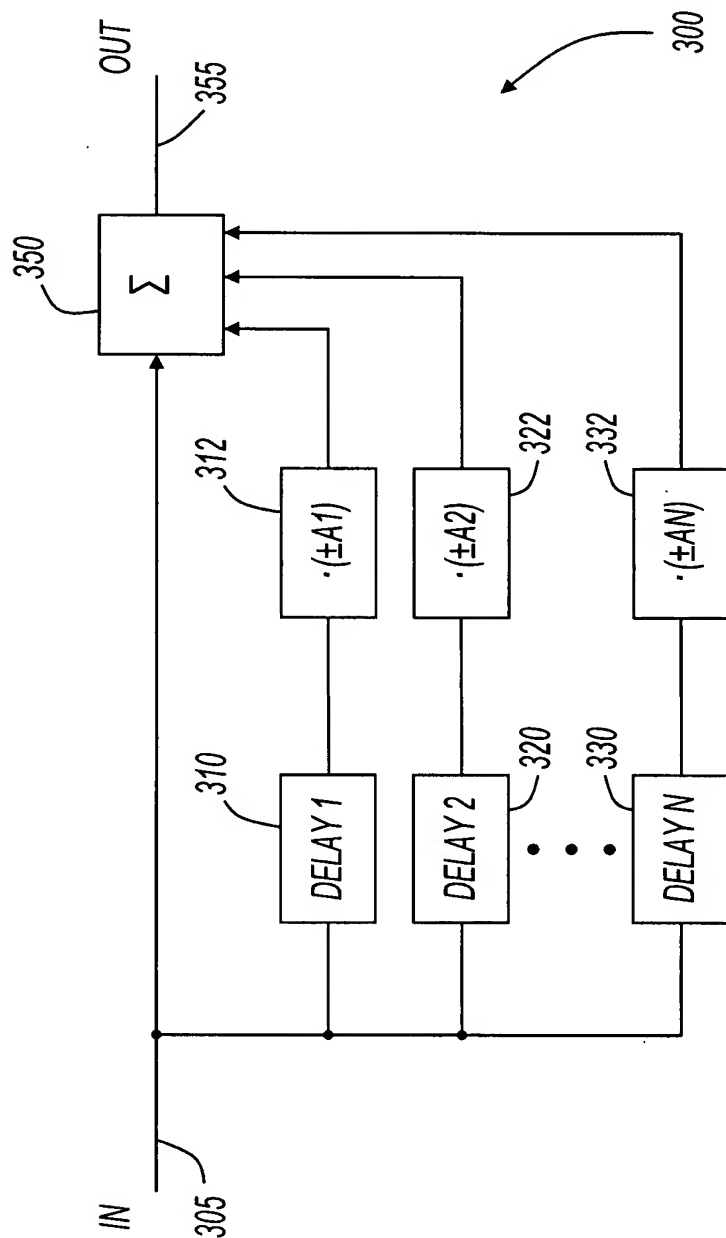 IN
305
350
Σ
OUT
355
310
DELAY 1
312
·(±A1)
DELAY 2
320
·(±A2)
322
DELAY N
330
·(±AN)
332
300